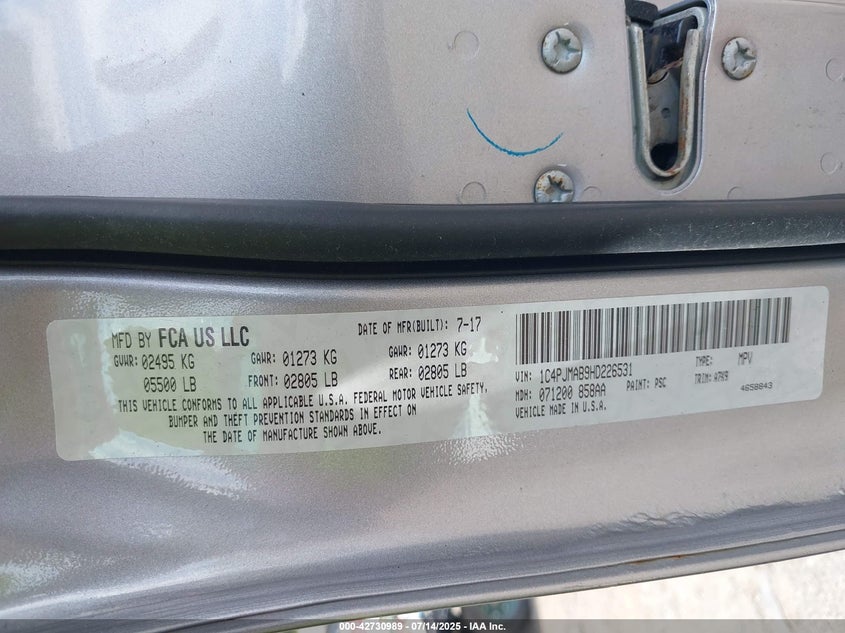 MFD BY FCA US LLC
DATE OF MFR(BUILT): 7-17
GVWR: 02495 KG GAWR: 01273 KG GAWR: 01273 KG
05500 LB FRONT: 02805 LB REAR: 02805 LB
THIS VEHICLE CONFORMS TO ALL APPLICABLE U.S.A. FEDERAL MOTOR VEHICLE SAFETY,
BUMPER AND THEFT PREVENTION STANDARDS IN EFFECT ON
THE DATE OF MANUFACTURE SHOWN ABOVE.
VIN: 1C4PJMAB9HD226531 TYPE: MPV
MDH: 071200 858AA PAINT: PSC TRIM: A7X9
VEHICLE MADE IN U.S.A. 4658843
000-42730989 - 07/14/2025 - IAA Inc.